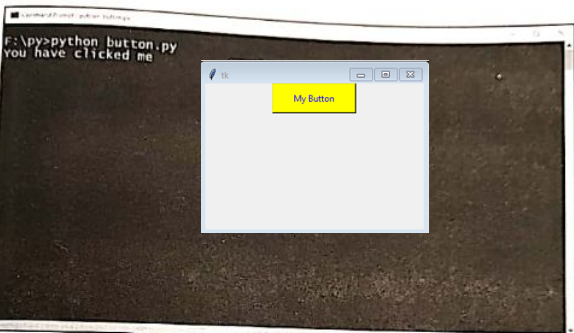 F:\py>python button.py
You have clicked me
tk
My Button